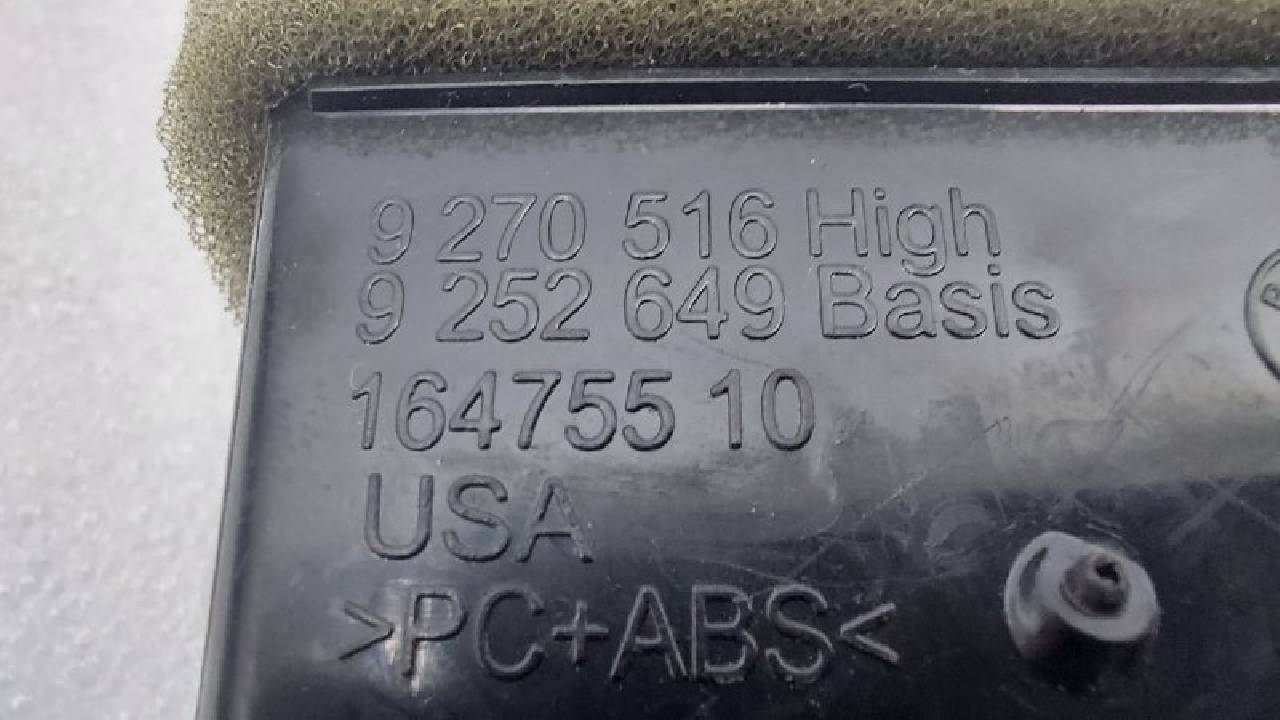 9 270 516 High
9 252 649 Basis
164755 10
USA
>PC+ABS<